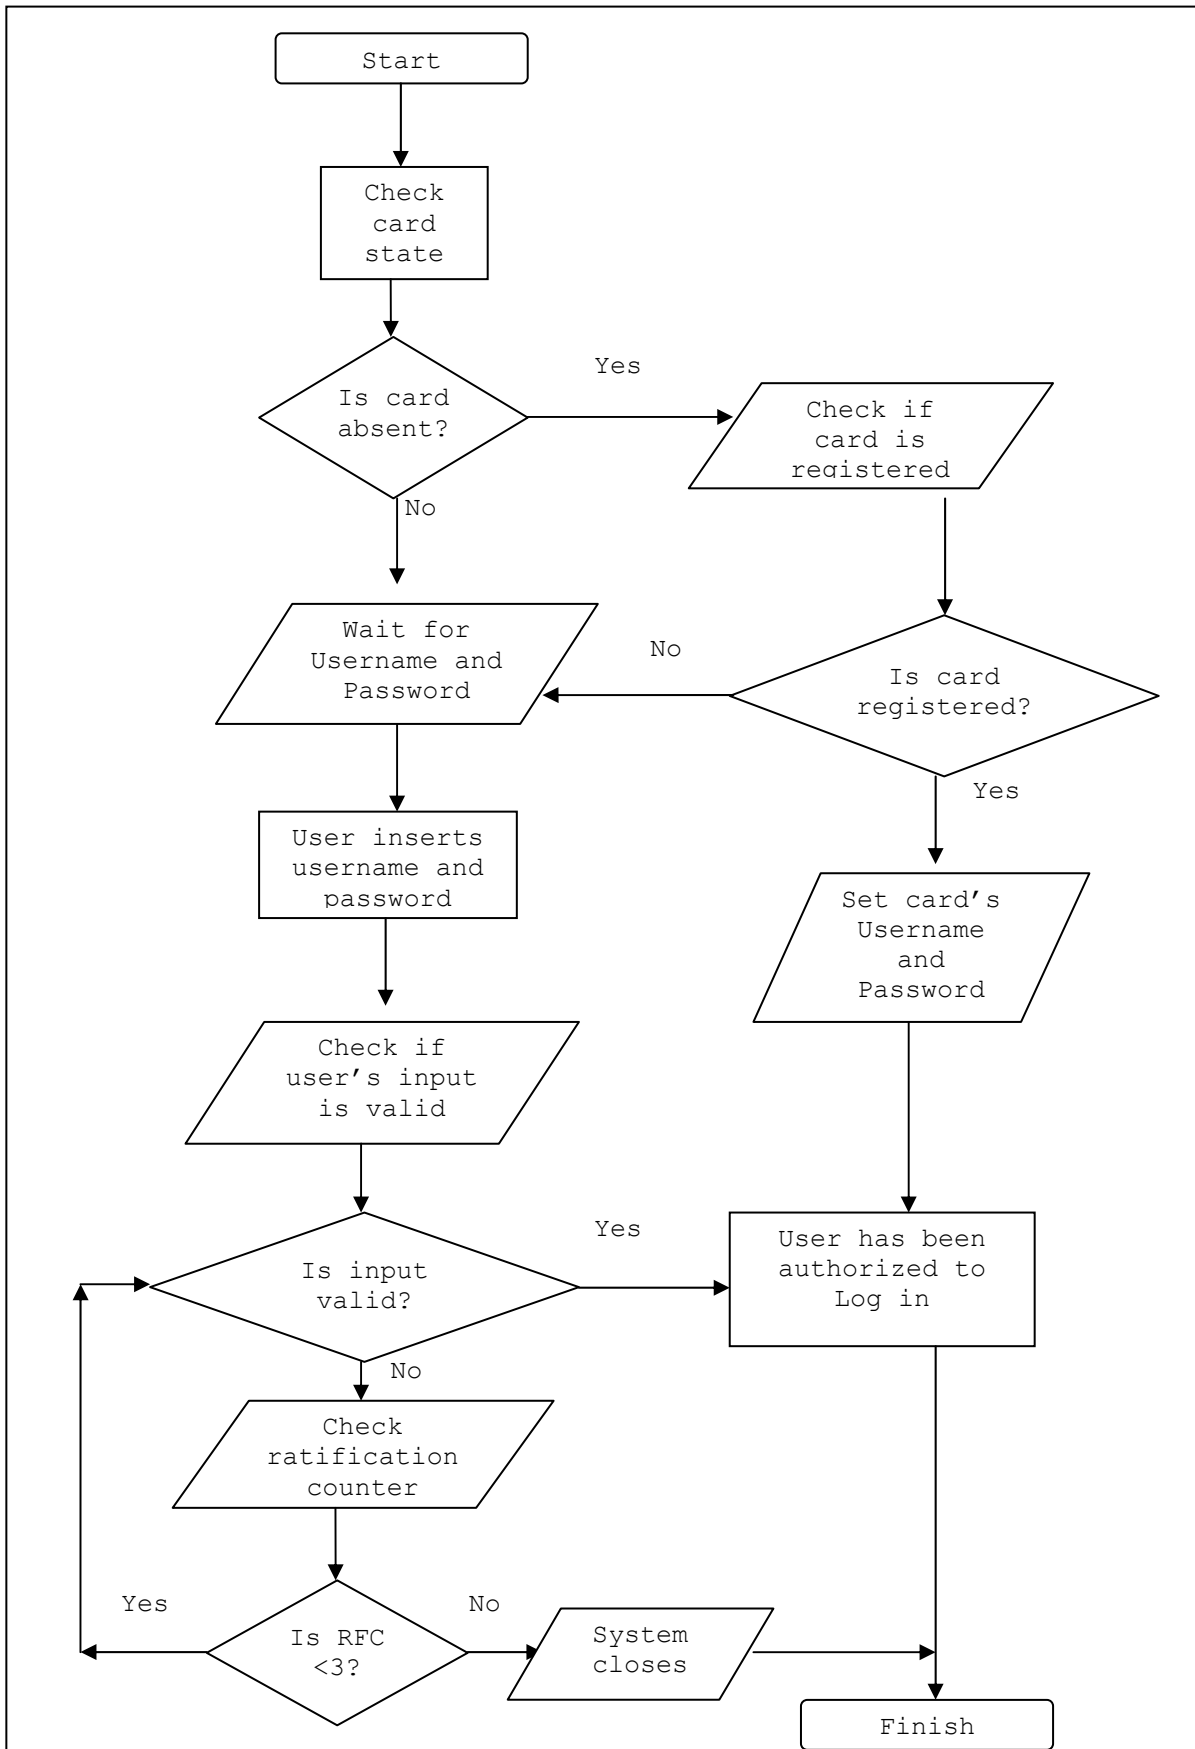 Start
Check
card
state
Is card
absent?
Yes
Check if
card is
registered
No
Wait for
Username and
Password
No
Is card
registered?
Yes
User inserts
username and
password
Set card's
Username
and
Password
Check if
user's input
is valid
Is input
valid?
Yes
User has been
authorized to
Log in
No
Check
ratification
counter
Yes
Is RFC
<3?
No
System
closes
Finish